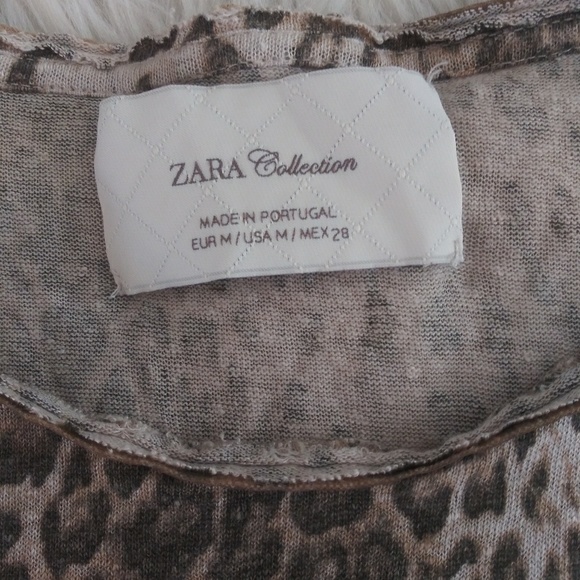 ZARA Collection
MADE IN PORTUGAL
EUR M / USA M / MEX 28